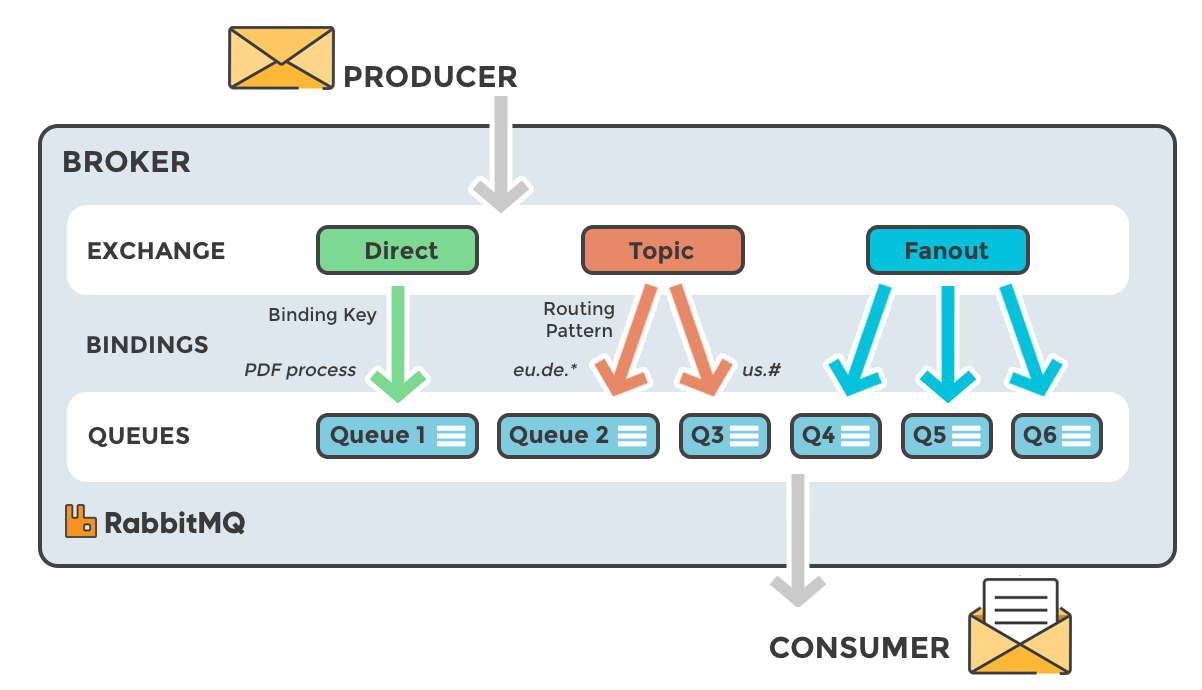 PRODUCER
BROKER
EXCHANGE
Direct
Topic
Fanout
Binding Key
Routing
Pattern
BINDINGS
PDF process
eu.de.*
us.#
QUEUES
Queue 1
Queue 2
Q3
Q4
Q5
Q6
RabbitMQ
CONSUMER